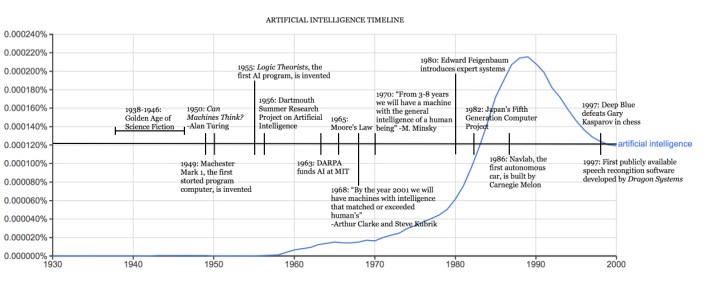 ARTIFICIAL INTELLIGENCE TIMELINE
0.000240%
0.000220%
0.000200%
0.000180%
0.000160%
0.000140%
0.000120%
0.000100%
0.000080%
0.000060%
0.000040%
0.000020%
0.000000%
1938-1946:
Golden Age of
Science Fiction
1950: Can
Machines Think?
-Alan Turing
1949: Machester
Mark 1, the first
storted program
computer, is invented
1955: Logic Theorists, the
first AI program, is invented
1956: Dartmouth
Summer Research
Project on Artificial
Intelligence
1963: DARPA
funds AI at MIT
1965:
Moore's Law
1968: "By the year 2001 we will
have machines with intelligence
that matched or exceeded
human's"
-Arthur Clarke and Steve Kubrik
1970: "From 3-8 years
we will have a machine
with the general
intelligence of a human
being" -M. Minsky
1980: Edward Feigenbaum
introduces expert systems
1982: Japan's Fifth
Generation Computer
Project
1986: Navlab, the
first autonomous
car, is built by
Carnegie Melon
1997: Deep Blue
defeats Gary
Kasparov in chess
artificial intelligence
1997: First publicly available
speech recongition software
developed by Dragon Systems
1930
1940
1950
1960
1970
1980
1990
2000